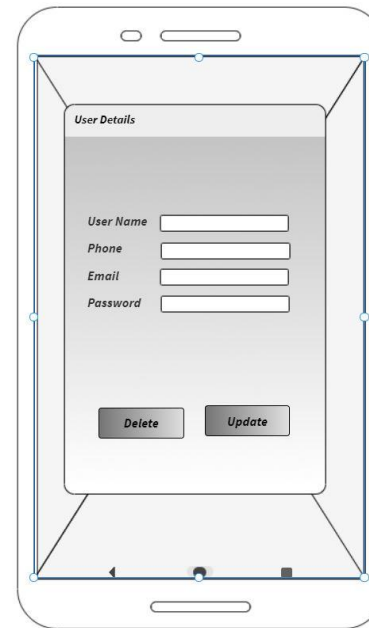 User Details
User Name
Phone
Email
Password
Delete Update